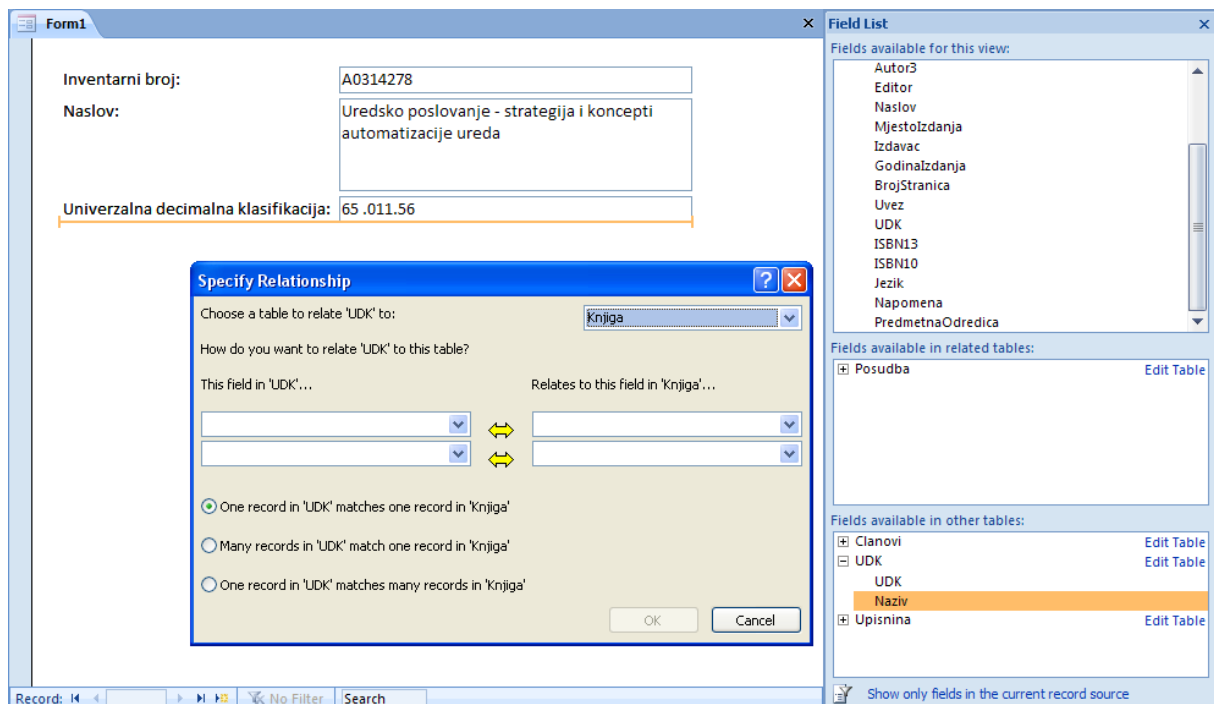 Form1
Inventarni broj: A0314278
Naslov: Uredsko poslovanje - strategija i koncepti
automatizacije ureda
Univerzalna decimalna klasifikacija: 65 .011.56
Specify Relationship
Choose a table to relate 'UDK' to: Knjiga
How do you want to relate 'UDK' to this table?
This field in 'UDK'... Relates to this field in 'Knjiga'...
One record in 'UDK' matches one record in 'Knjiga'
Many records in 'UDK' match one record in 'Knjiga'
One record in 'UDK' matches many records in 'Knjiga'
OK Cancel
Record: No Filter Search
Field List
Fields available for this view:
Autor3
Editor
Naslov
MjestoIzdanja
Izdavac
GodinaIzdanja
BrojStranica
Uvez
UDK
ISBN13
ISBN10
Jezik
Napomena
PredmetnaOdredica
Fields available in related tables:
Posudba Edit Table
Fields available in other tables:
Clanovi Edit Table
UDK Edit Table
UDK
Naziv
Upisnina Edit Table
Show only fields in the current record source